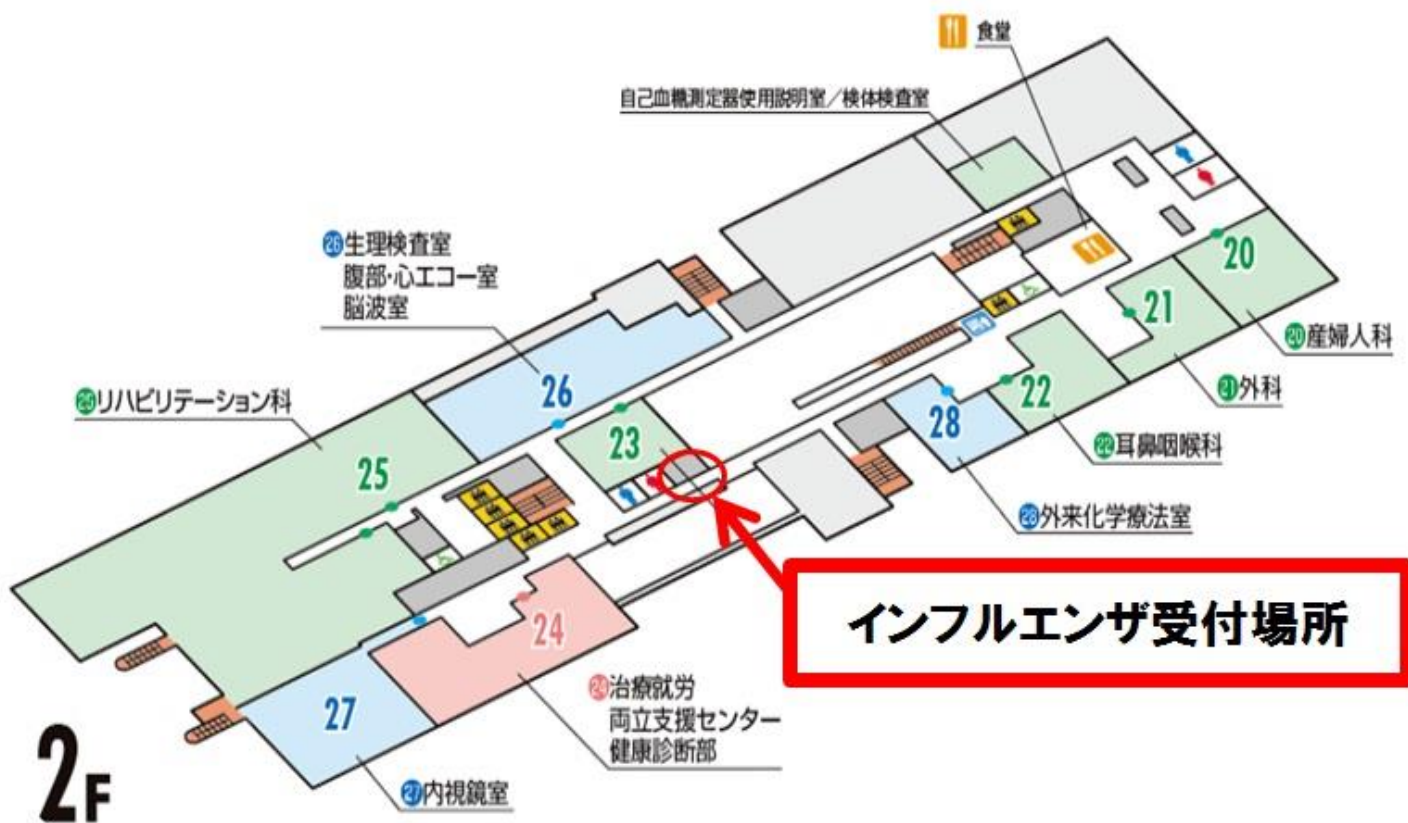 食堂
自己血糖測定器使用説明室/検体検査室
26生理検査室
腹部・心エコー室
脳波室
25リハビリテーション科
20
21
20産婦人科
26
22
21外科
23
28
22耳鼻咽喉科
25
28外来化学療法室
インフルエンザ受付場所
24
24治療就労
両立支援センター
健康診断部
27
27内視鏡室
2F